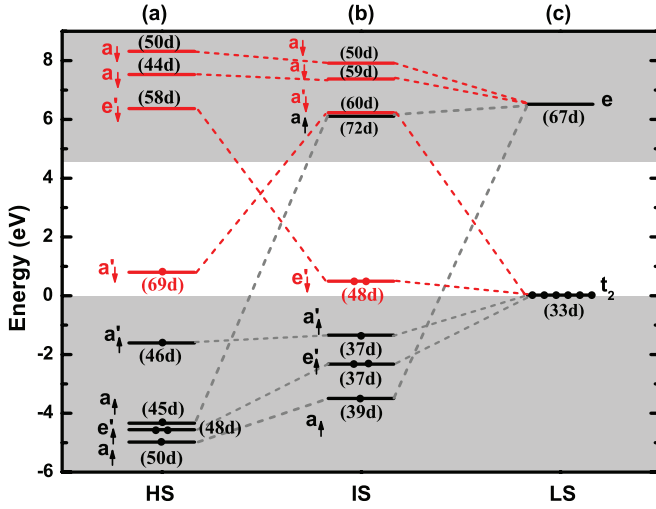 (a) (b) (c)
8
6
4
2
0
-2
-4
-6
Energy (eV)
a↓ (50d)
a↓ (44d)
e'↓ (58d)
a'↓ (69d)
a'↑ (46d)
a↑ (45d)
e'↑ (48d)
a↑ (50d)
a↓ (50d)
a↓ (59d)
a'↓ (60d)
a↑ (72d)
e'↓ (48d)
a'↑ (37d)
e'↑ (37d)
a↑ (39d)
e (67d)
t2 (33d)
HS IS LS